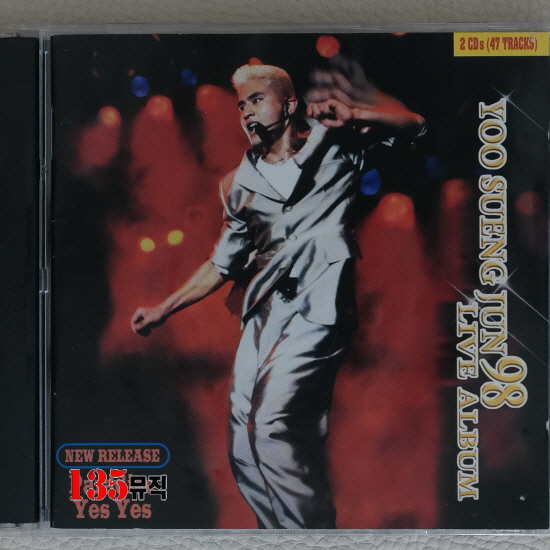 2 CDs (47 TRACKS)
YOO SUENG JUN 98
LIVE ALBUM
NEW RELEASE
135뮤직
Yes Yes